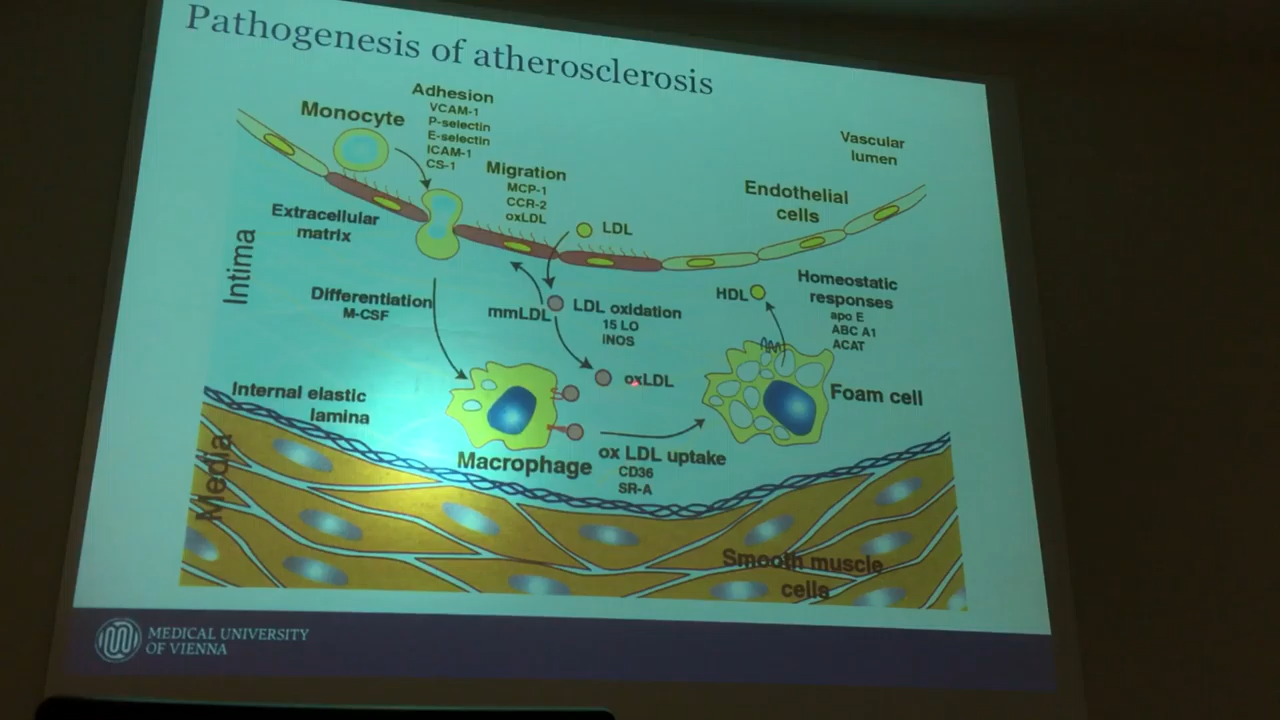 Pathogenesis of atherosclerosis
Monocyte
Adhesion
VCAM-1
P-selectin
E-selectin
ICAM-1
CS-1
Migration
MCP-1
CCR-2
oxLDL
Vascular
lumen
Endothelial
cells
LDL
Extracellular
matrix
Intima
Differentiation
M-CSF
mmLDL
LDL oxidation
15 LO
iNOS
HDL
Homeostatic
responses
apo E
ABC A1
ACAT
oxLDL
Foam cell
Internal elastic
lamina
Macrophage
ox LDL uptake
CD36
SR-A
Media
Smooth muscle
cells
MEDICAL UNIVERSITY
OF VIENNA